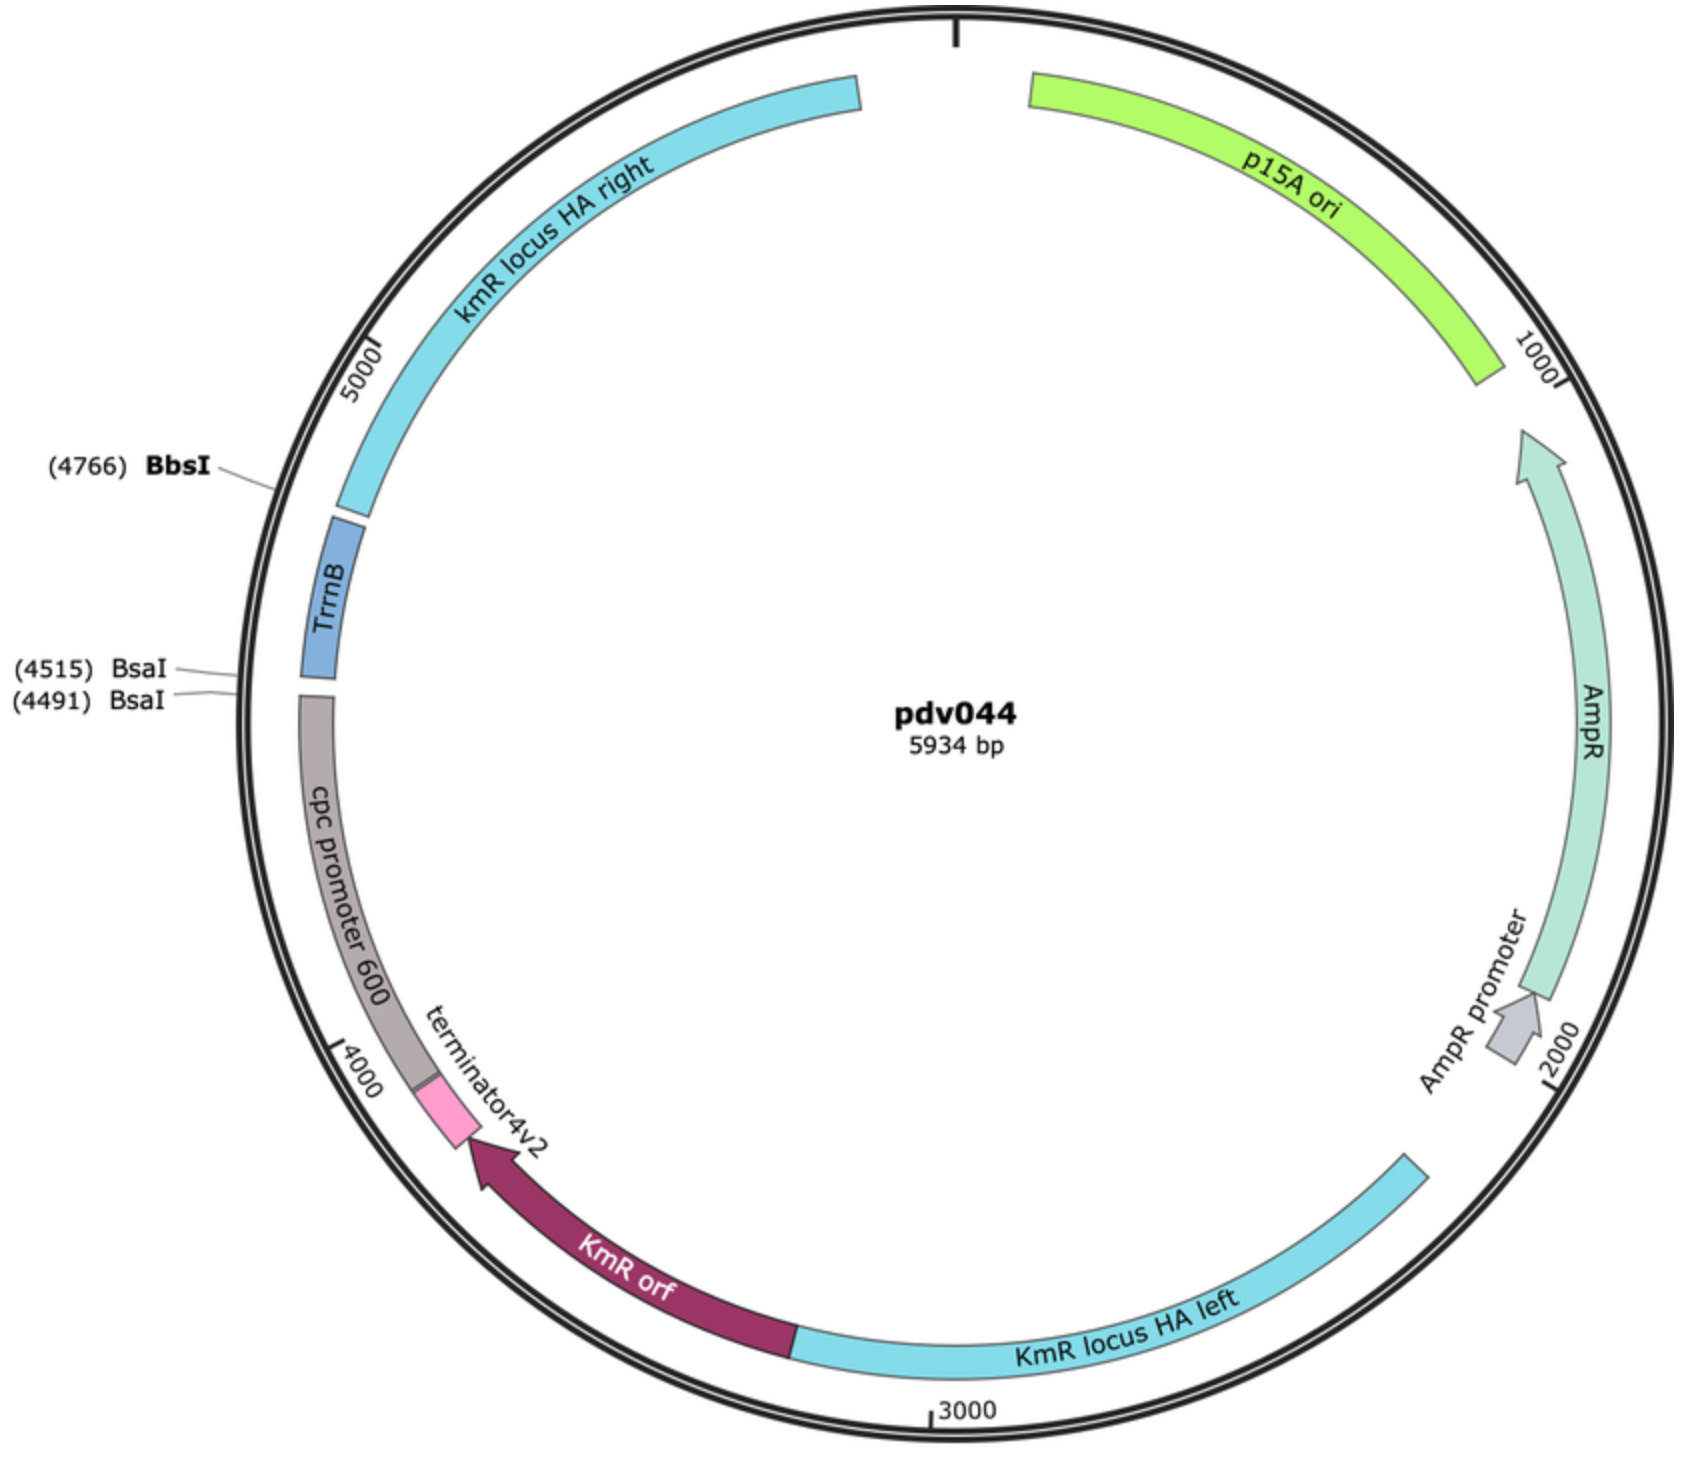 kmR locus HA right
p15A ori
1000
5000
(4766) BbsI
TrrnB
(4515) BsaI
(4491) BsaI
AmpR
pdv044
5934 bp
cpc promoter 600
AmpR promoter
terminator4v2
2000
4000
KmR orf
KmR locus HA left
3000